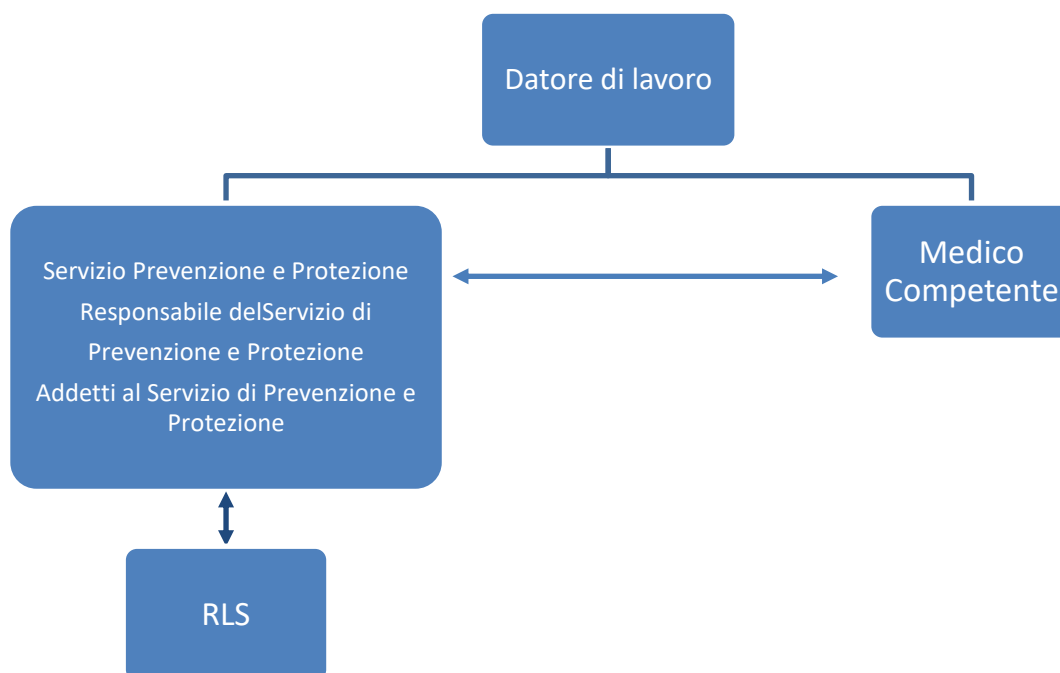 Datore di lavoro
Servizio Prevenzione e Protezione
Responsabile delServizio di
Prevenzione e Protezione
Addetti al Servizio di Prevenzione e
Protezione
Medico
Competente
RLS